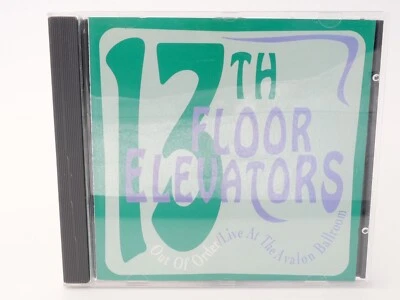 13TH
FLOOR
ELEVATORS
Out Of Order/Live At The Avalon Ballroom